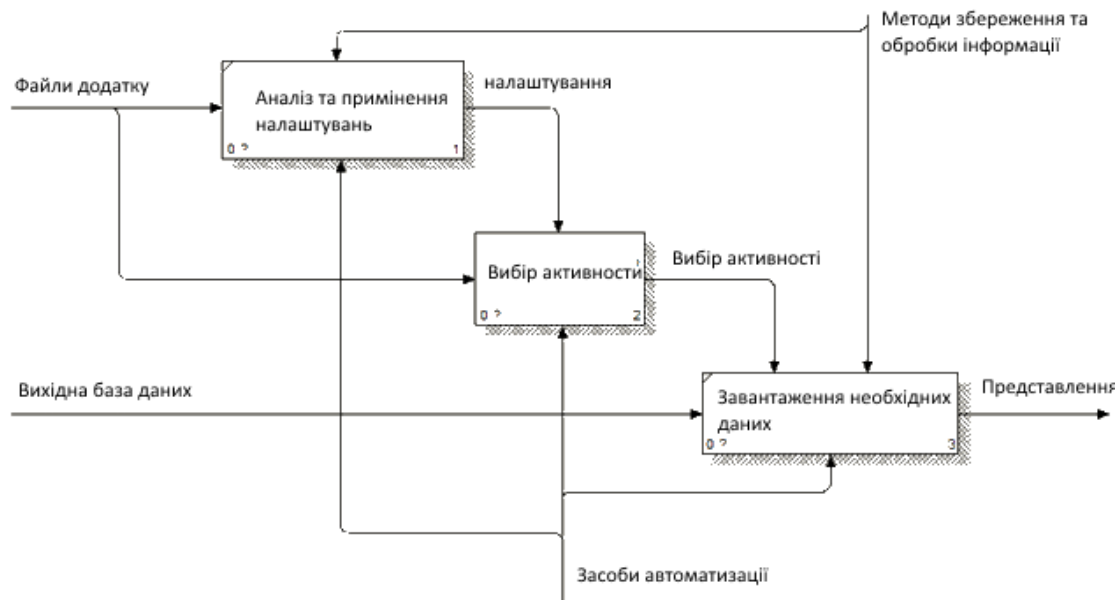 Методи збереження та
обробки інформації
Файли додатку
налаштування
Аналіз та примінення
налаштувань
0 ?
1
Вибір активности
Вибір активності
0 ?
2
Вихідна база даних
Завантаження необхідних
даних
0 ?
3
Представлення
Засоби автоматизації